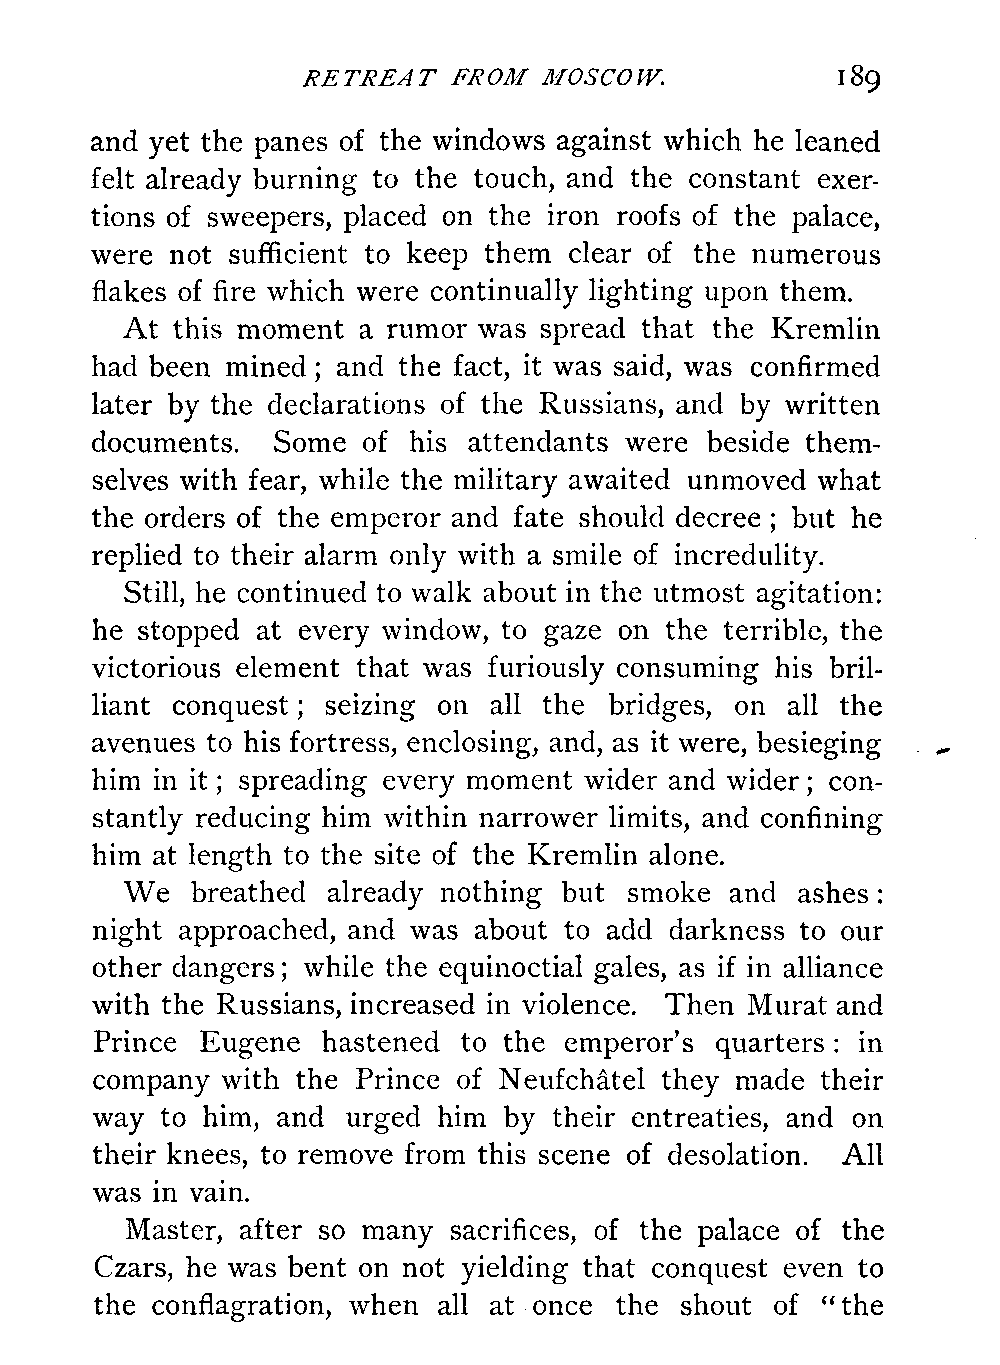 RETREAT FROM MOSCOW. 189
and yet the panes of the windows against which he leaned
felt already burning to the touch, and the constant exer-
tions of sweepers, placed on the iron roofs of the palace,
were not sufficient to keep them clear of the numerous
flakes of fire which were continually lighting upon them.
At this moment a rumor was spread that the Kremlin
had been mined; and the fact, it was said, was confirmed
later by the declarations of the Russians, and by written
documents. Some of his attendants were beside them-
selves with fear, while the military awaited unmoved what
the orders of the emperor and fate should decree; but he
replied to their alarm only with a smile of incredulity.
Still, he continued to walk about in the utmost agitation:
he stopped at every window, to gaze on the terrible, the
victorious element that was furiously consuming his bril-
liant conquest; seizing on all the bridges, on all the
avenues to his fortress, enclosing, and, as it were, besieging
him in it; spreading every moment wider and wider; con-
stantly reducing him within narrower limits, and confining
him at length to the site of the Kremlin alone.
We breathed already nothing but smoke and ashes:
night approached, and was about to add darkness to our
other dangers; while the equinoctial gales, as if in alliance
with the Russians, increased in violence. Then Murat and
Prince Eugene hastened to the emperor's quarters: in
company with the Prince of Neufchâtel they made their
way to him, and urged him by their entreaties, and on
their knees, to remove from this scene of desolation. All
was in vain.
Master, after so many sacrifices, of the palace of the
Czars, he was bent on not yielding that conquest even to
the conflagration, when all at once the shout of "the